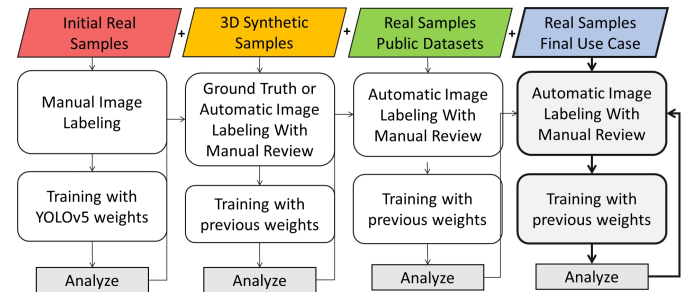 Initial Real
Samples
+
3D Synthetic
Samples
+
Real Samples
Public Datasets
+
Real Samples
Final Use Case
Manual Image
Labeling
Ground Truth or
Automatic Image
Labeling With
Manual Review
Automatic Image
Labeling With
Manual Review
Automatic Image
Labeling With
Manual Review
Training with
YOLOv5 weights
Training with
previous weights
Training with
previous weights
Training with
previous weights
Analyze
Analyze
Analyze
Analyze